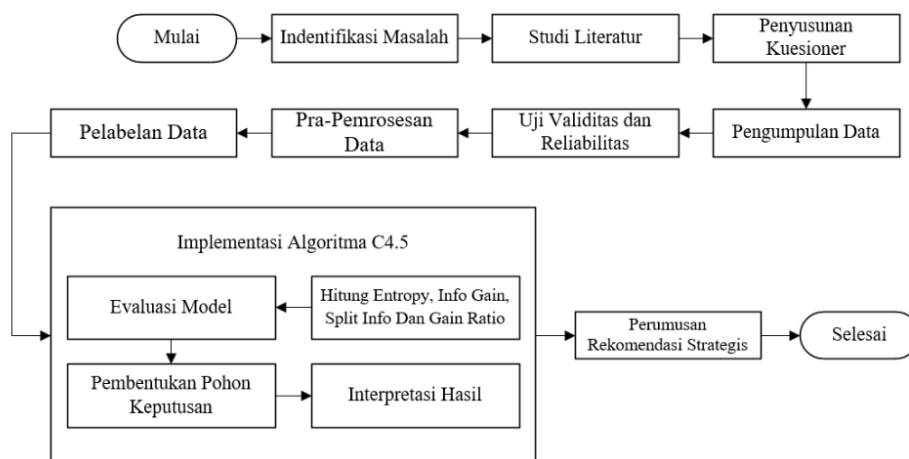 Mulai
Indentifikasi Masalah
Studi Literatur
Penyusunan
Kuesioner
Pengumpulan Data
Uji Validitas dan
Reliabilitas
Pra-Pemrosesan
Data
Pelabelan Data
Implementasi Algoritma C4.5
Hitung Entropy, Info Gain,
Split Info Dan Gain Ratio
Evaluasi Model
Pembentukan Pohon
Keputusan
Interpretasi Hasil
Perumusan
Rekomendasi Strategis
Selesai